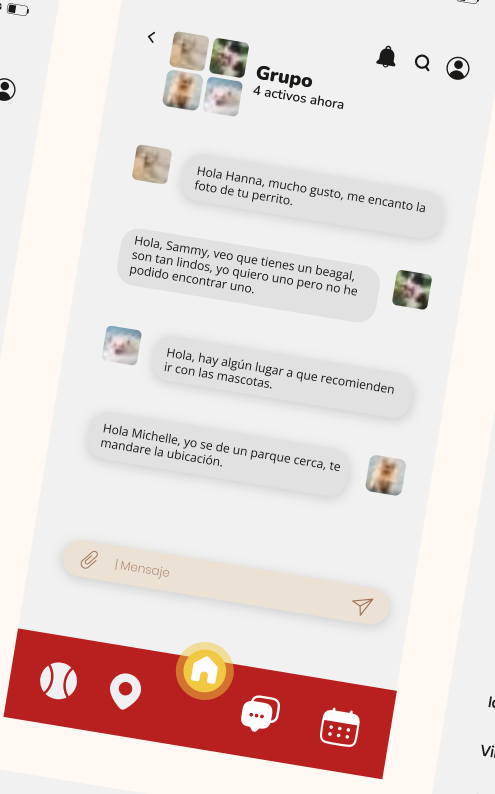 Grupo
4 activos ahora
Hola Hanna, mucho gusto, me encanto la
foto de tu perrito.
Hola, Sammy, veo que tienes un beagal,
son tan lindos, yo quiero uno pero no he
podido encontrar uno.
Hola, hay algún lugar a que recomienden
ir con las mascotas.
Hola Michelle, yo se de un parque cerca, te
mandare la ubicación.
| Mensaje